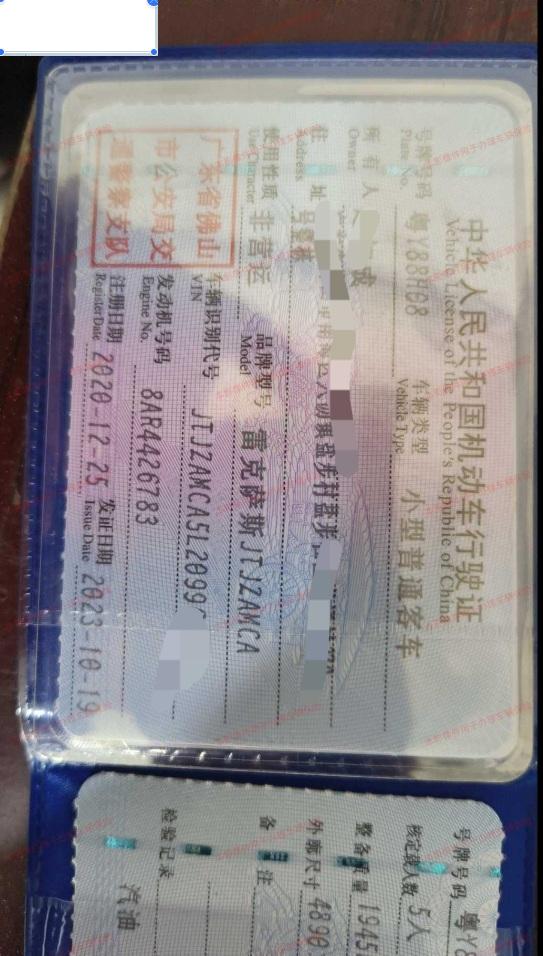 中华人民共和国机动车行驶证
Vehicle License of the People's Republic of China
号牌号码 粤Y88HG8 车辆类型 小型普通客车
Plate No. Vehicle Type
所有人
Owner
住址
Address
使用性质 非营运 品牌型号 雷克萨斯JTJZAMCA
Use Character Model
广东省佛山
市公安局交
通警察支队
车辆识别代号 JTJZAMCA5L2099
VIN
发动机号码 8AR4426783
Engine No.
注册日期 2020-12-25 发证日期 2023-10-19
Register Date Issue Date
号牌号码 粤Y8
核定载人数 5人
整备质量 1945
外廓尺寸 4890
备注
检验记录
汽油